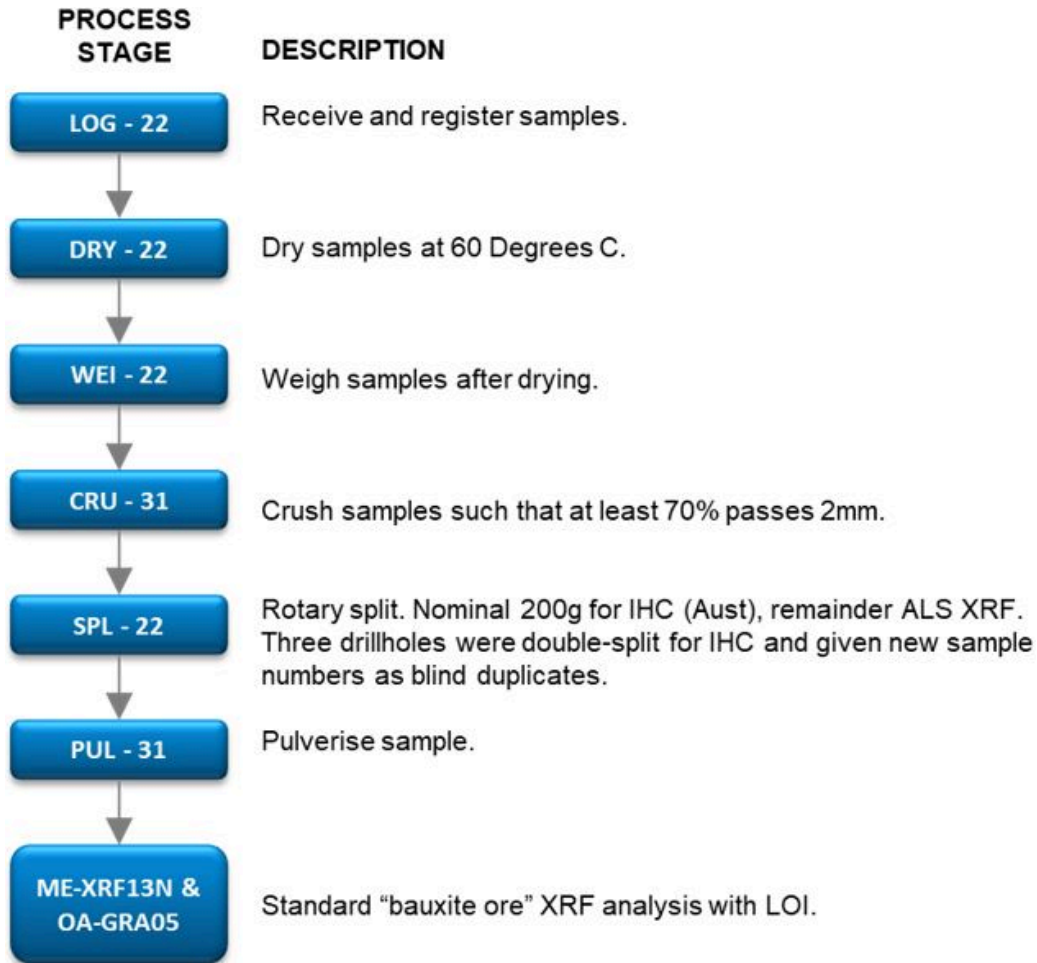 PROCESS
STAGE
DESCRIPTION
LOG - 22
Receive and register samples.
DRY - 22
Dry samples at 60 Degrees C.
WEI - 22
Weigh samples after drying.
CRU - 31
Crush samples such that at least 70% passes 2mm.
SPL - 22
Rotary split. Nominal 200g for IHC (Aust), remainder ALS XRF.
Three drillholes were double-split for IHC and given new sample
numbers as blind duplicates.
PUL - 31
Pulverise sample.
ME-XRF13N &
OA-GRA05
Standard “bauxite ore” XRF analysis with LOI.